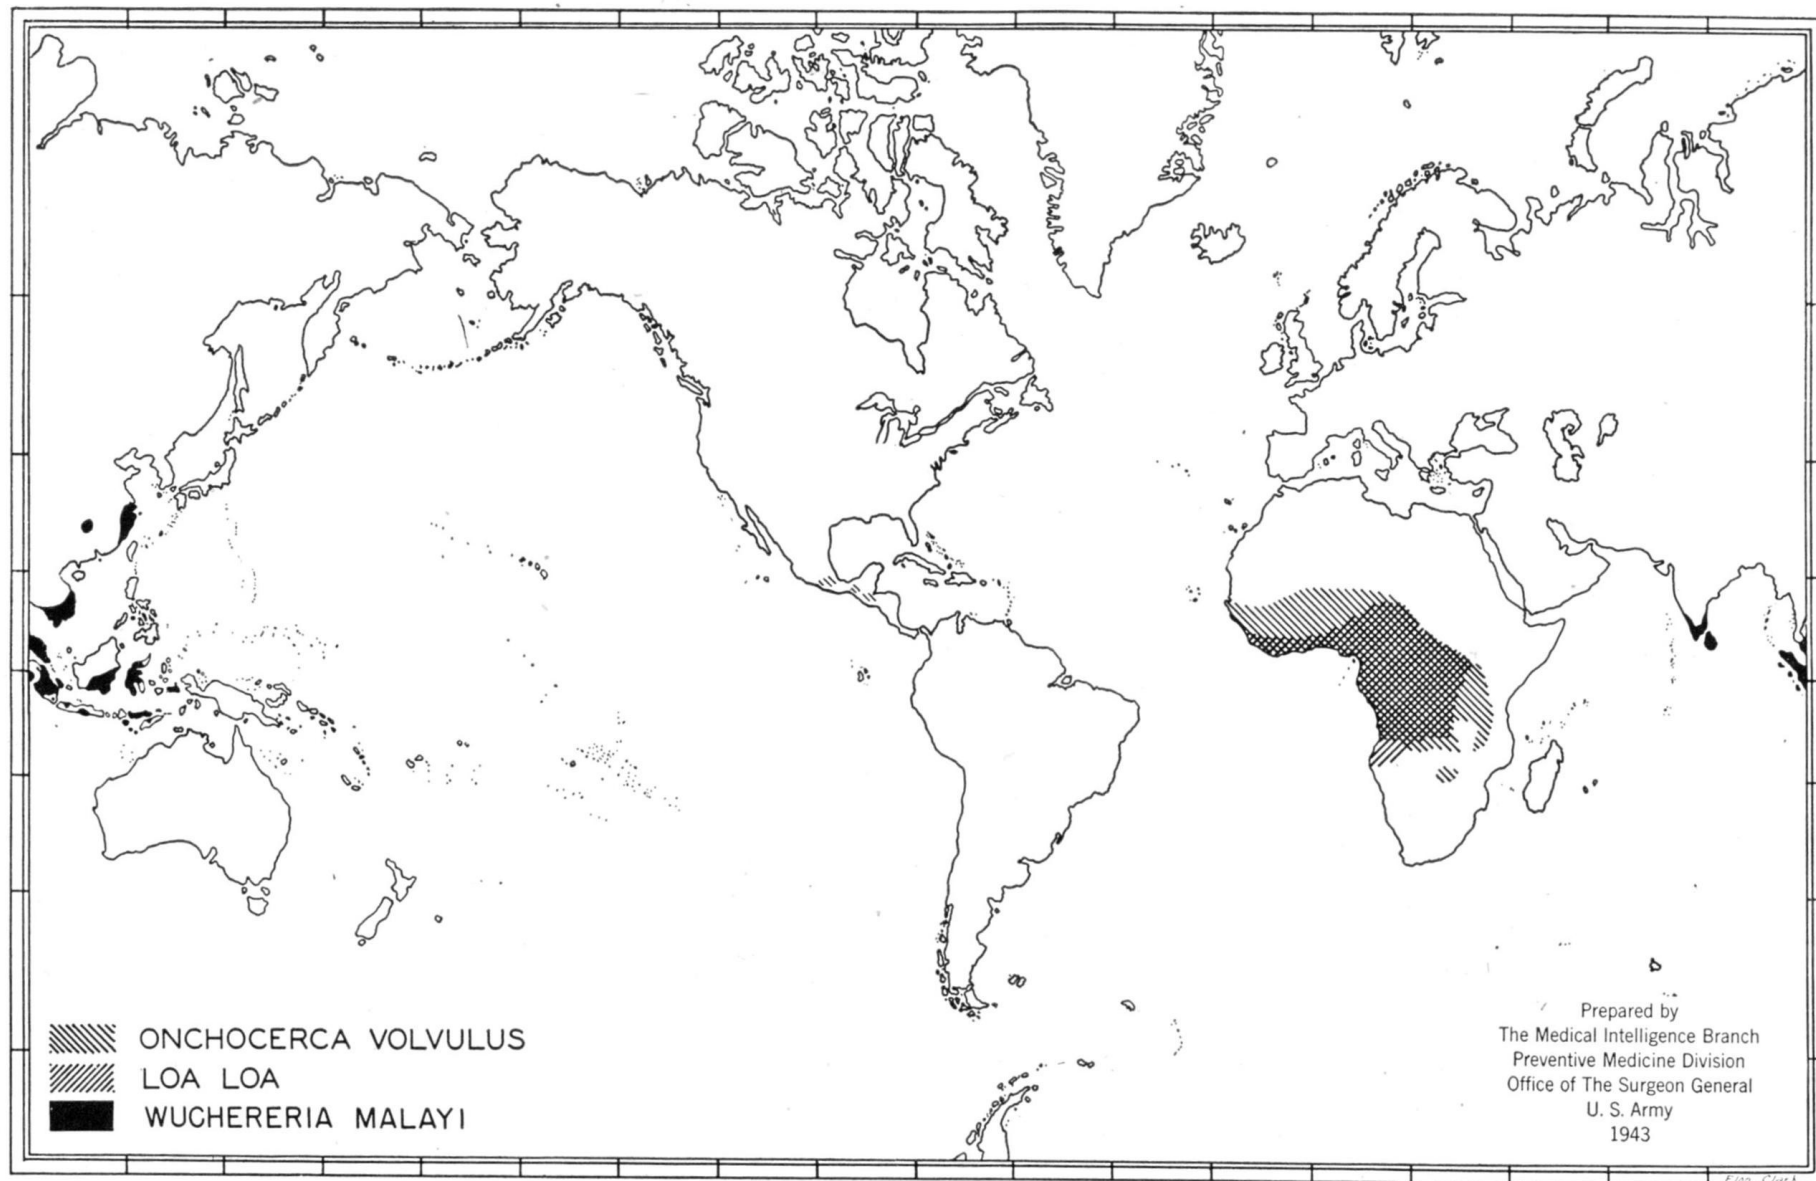 ONCHOCERCA VOLVULUS
LOA LOA
WUCHERERIA MALAYI
Prepared by
The Medical Intelligence Branch
Preventive Medicine Division
Office of The Surgeon General
U. S. Army
1943